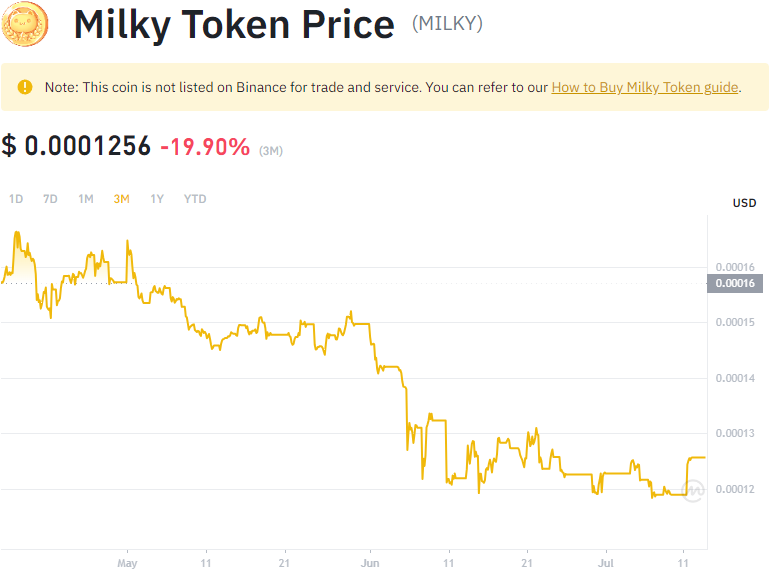 Milky Token Price (MILKY)
Note: This coin is not listed on Binance for trade and service. You can refer to our How to Buy Milky Token guide.
$ 0.0001256 -19.90% (3M)
1D 7D 1M 3M 1Y YTD
USD
0.00016
0.00016
0.00015
0.00014
0.00013
0.00012
May 11 21 Jun 11 21 Jul 11